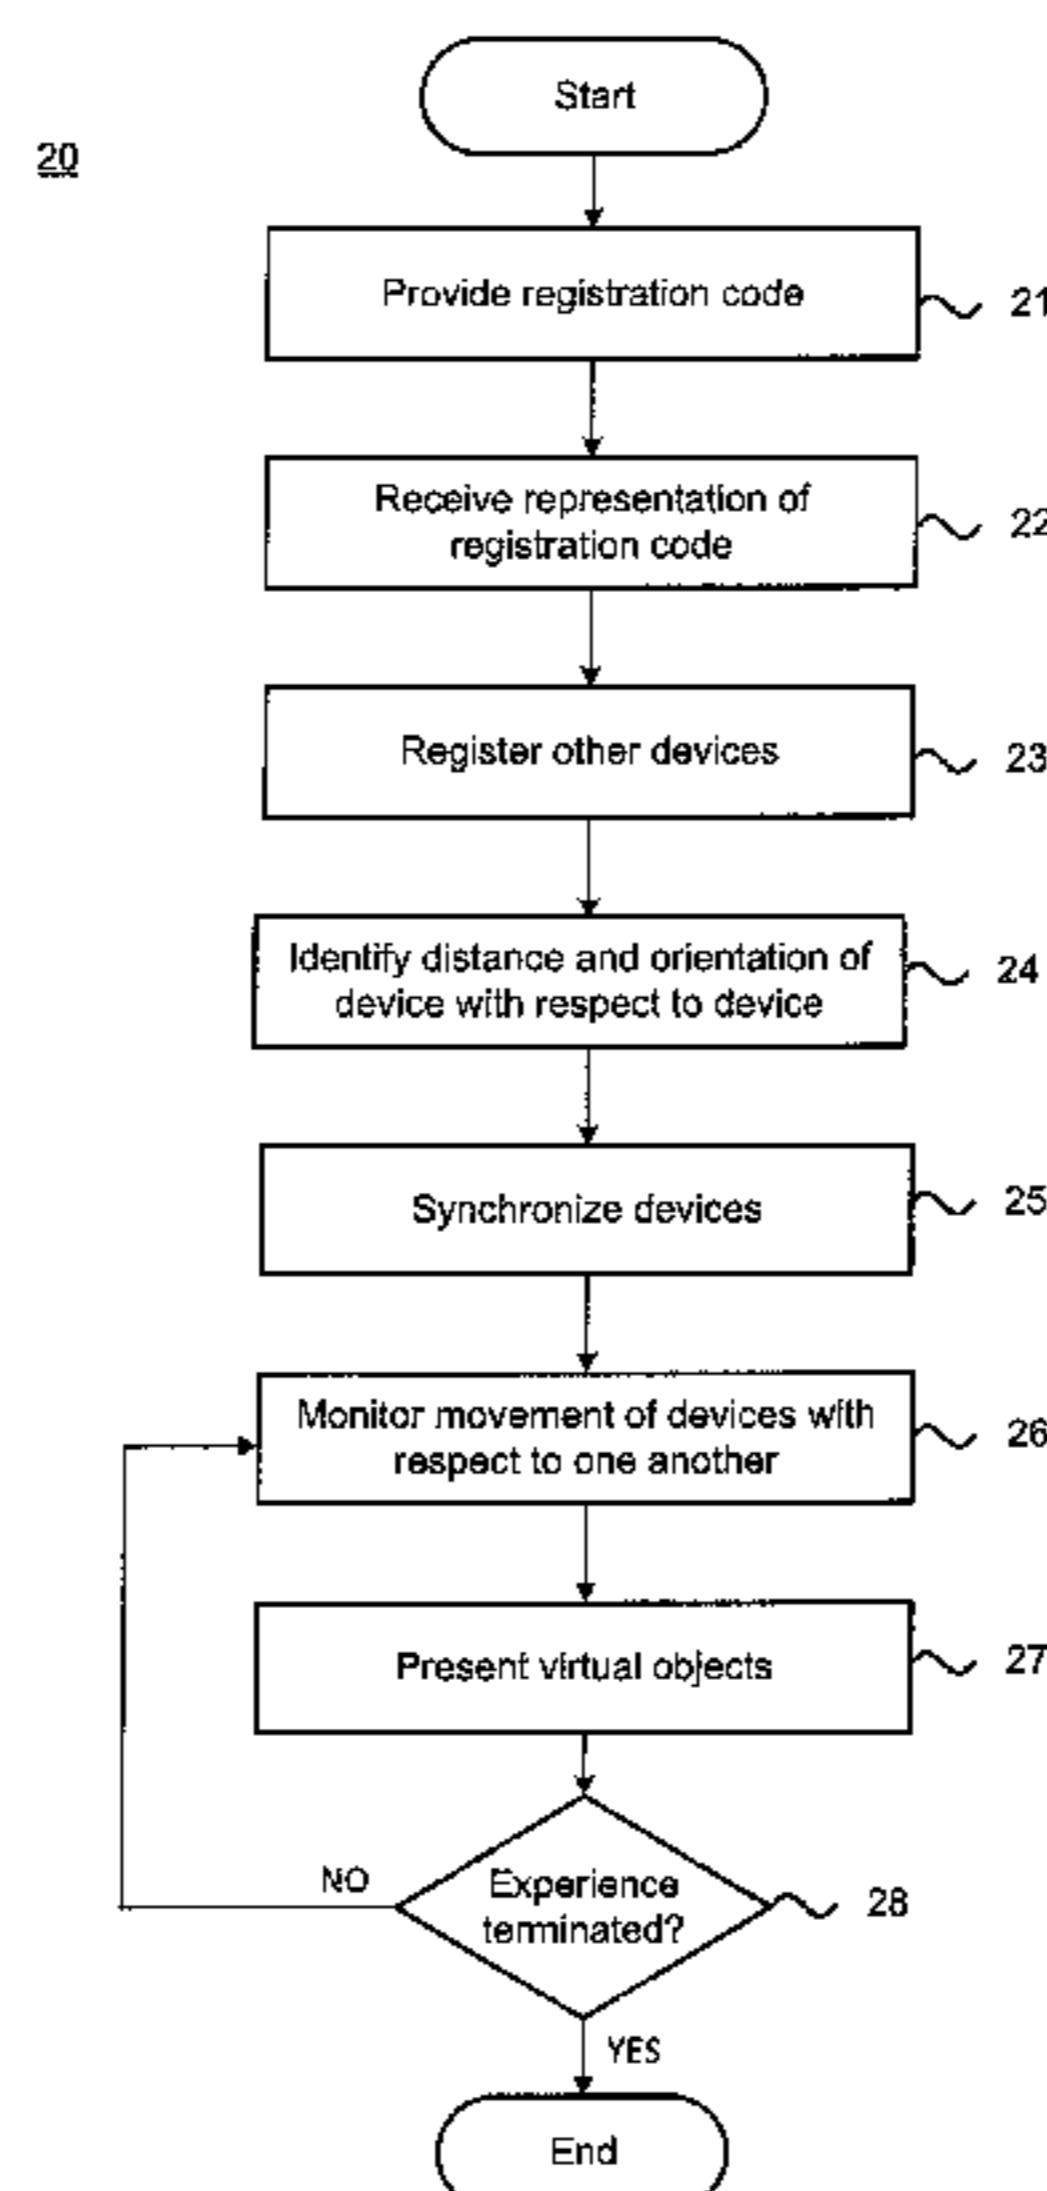 Start
20
Provide registration code
21
Receive representation of
registration code
22
Register other devices
23
Identify distance and orientation of
device with respect to device
24
Synchronize devices
25
Monitor movement of devices with
respect to one another
26
Present virtual objects
27
Experience
terminated?
28
NO
YES
End